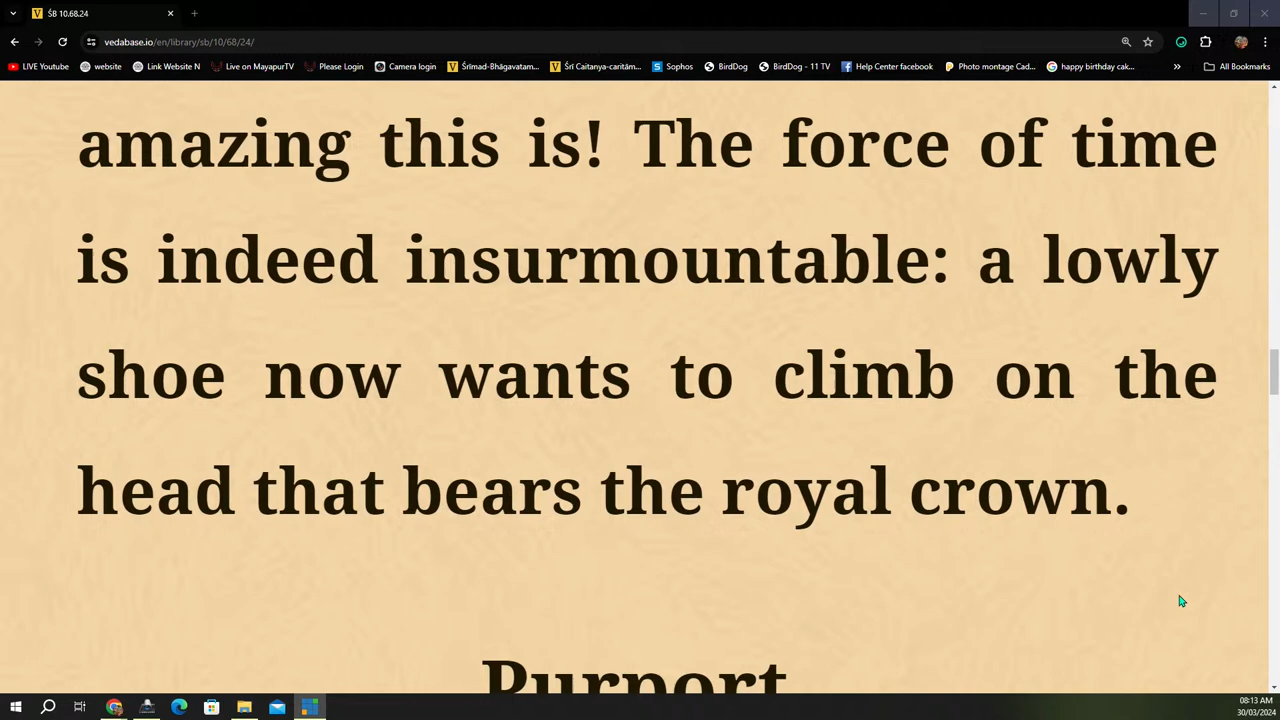 ŚB 10.68.24
vedabase.io/en/library/sb/10/68/24/
LIVE Youtube website Link Website N Live on MayapurTV Please Login Camera login Śrīmad-Bhāgavatam... Śrī Caitanya-caritām... Sophos BirdDog BirdDog - 11 TV Help Center facebook Photo montage Cad... happy birthday cak... All Bookmarks
amazing this is! The force of time
is indeed insurmountable: a lowly
shoe now wants to climb on the
head that bears the royal crown.
Purport
08:13 AM
30/03/2024